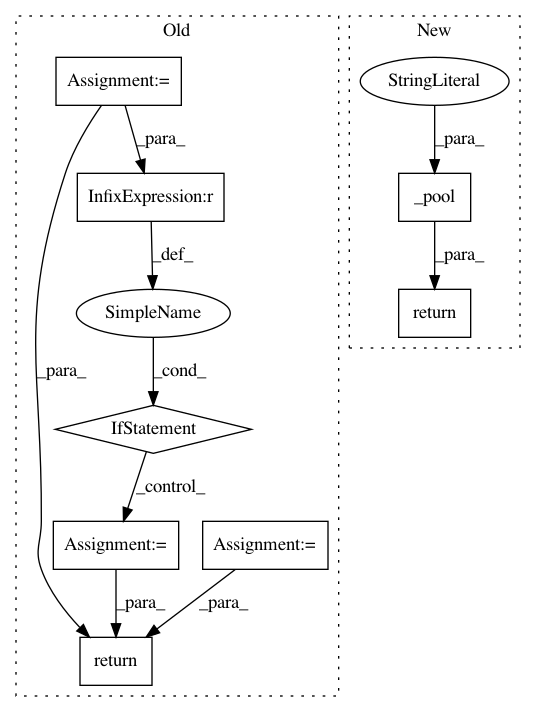 Old
New
Assignment:=
StringLiteral
_para_
_para_
InfixExpression:r
_pool
_def_
_para_
SimpleName
return
_cond_
_para_
IfStatement
_control_
Assignment:=
Assignment:=
_para_
_para_
return